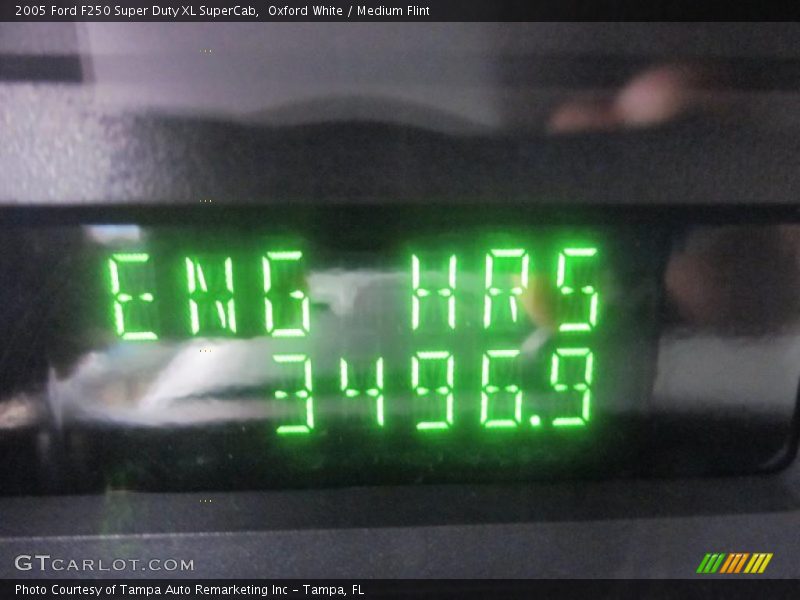 2005 Ford F250 Super Duty XL SuperCab,  Oxford White / Medium Flint
ENG HRS
3496.9
GTCARLOT.COM
Photo Courtesy of Tampa Auto Remarketing Inc - Tampa, FL